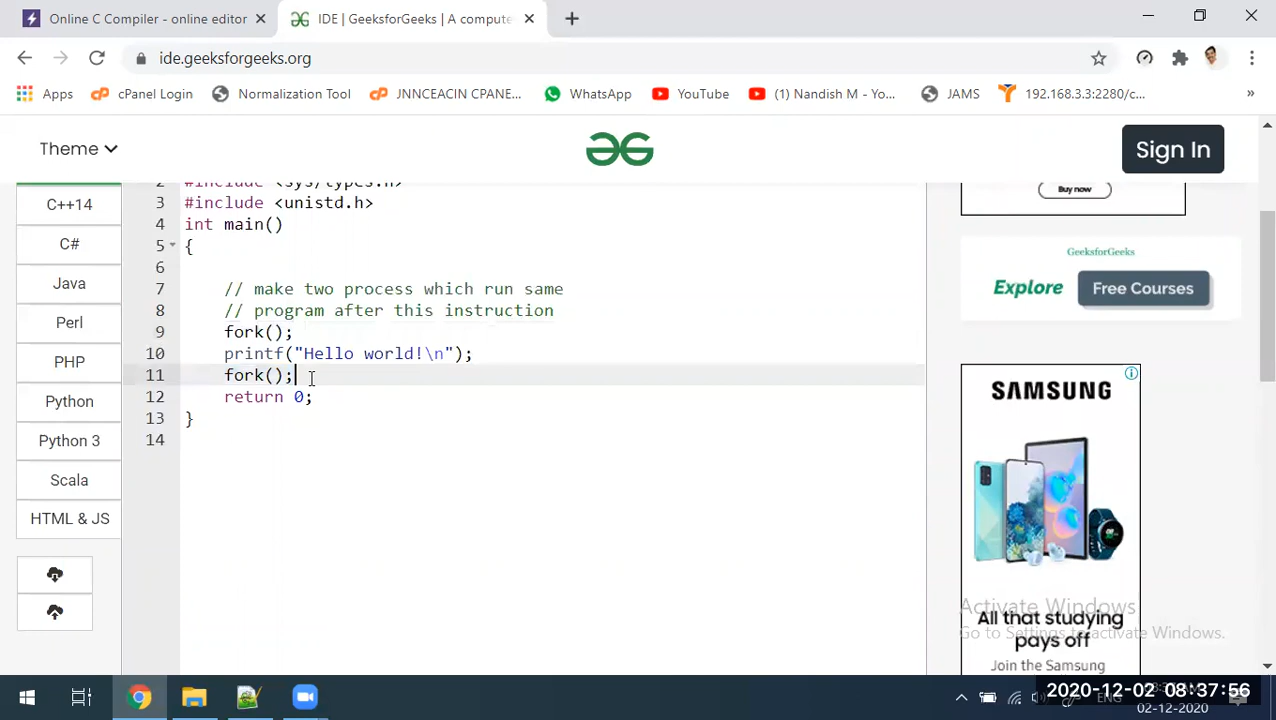 Online C Compiler - online editor
IDE | GeeksforGeeks | A compute
ide.geeksforgeeks.org
Apps
cPanel Login
Normalization Tool
JNNCEACIN CPANE...
WhatsApp
YouTube
(1) Nandish M - Yo...
JAMS
192.168.3.3:2280/c...
»
Theme
Sign In
C++14
C#
Java
Perl
PHP
Python
Python 3
Scala
HTML & JS
2 #include <sys/types.h>
3 #include <unistd.h>
4 int main()
5 {
6
7 // make two process which run same
8 // program after this instruction
9 fork();
10 printf("Hello world!\n");
11 fork();
12 return 0;
13 }
14
Buy now
GeeksforGeeks
Explore Free Courses
SAMSUNG
All that studying
pays off
Join the Samsung
Activate Windows
Go to Settings to activate Windows.
ENG
2020-12-02 08:37:56
02-12-2020